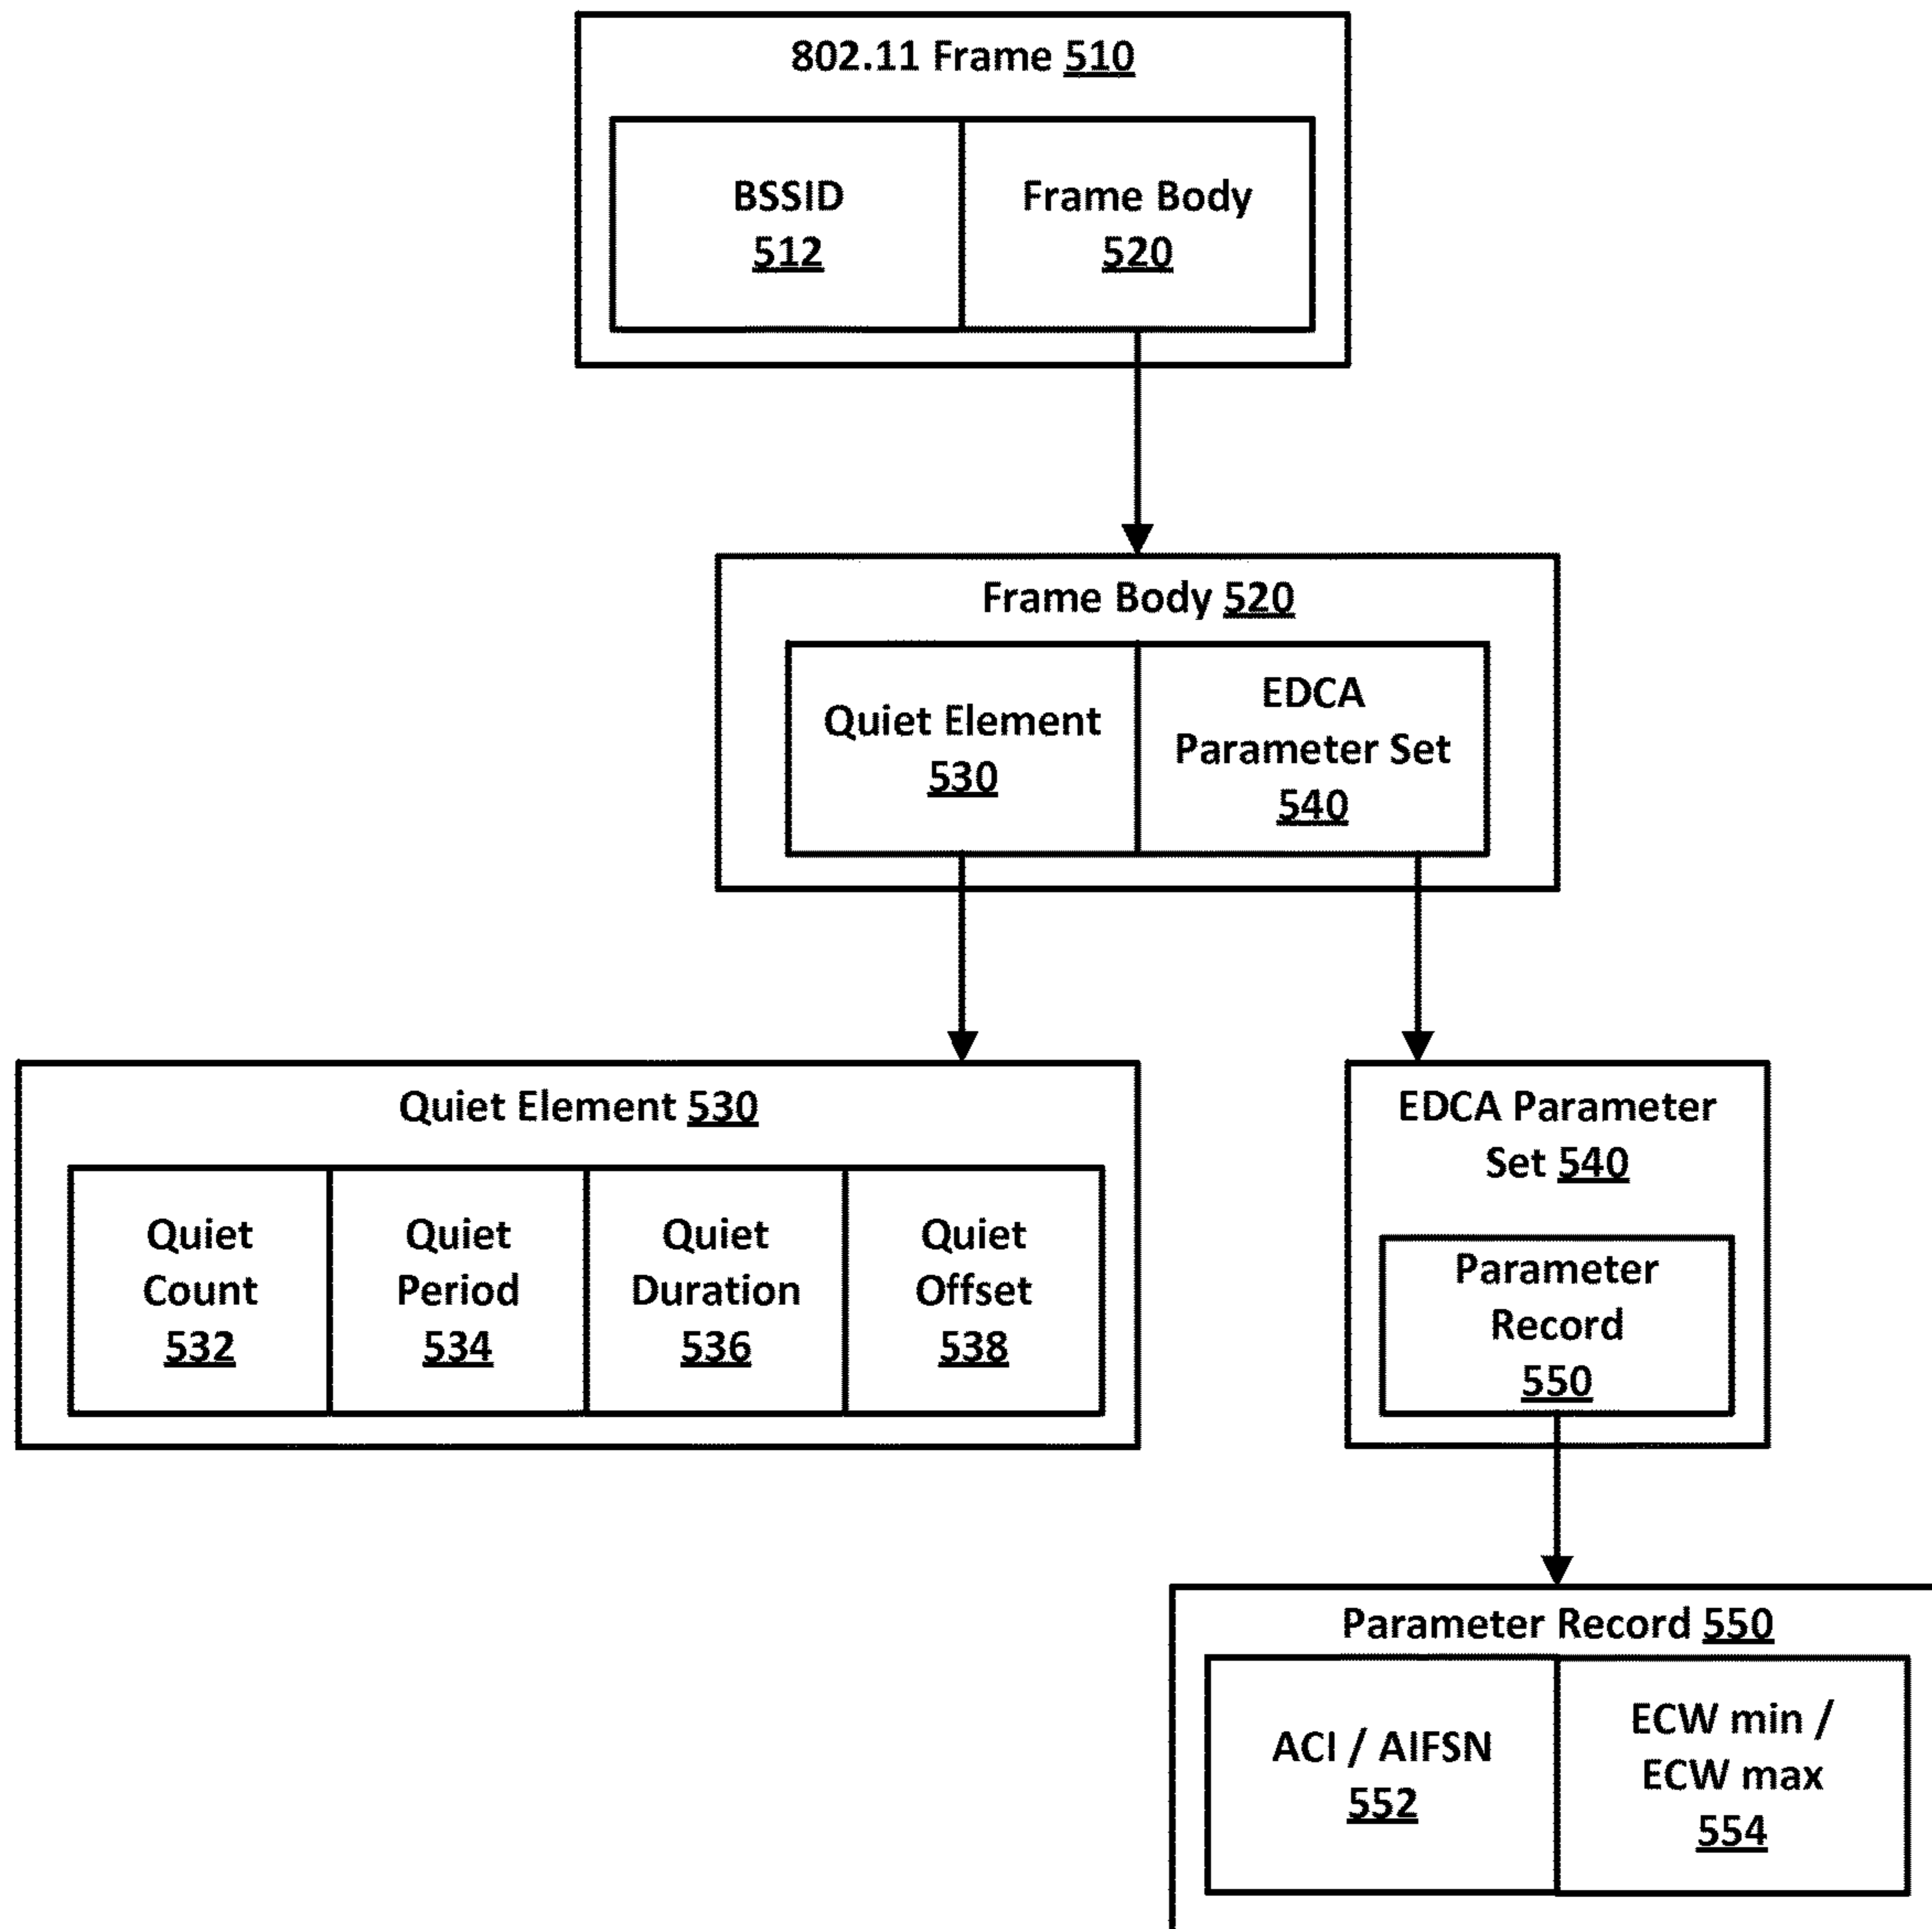 802.11 Frame 510
BSSID
512
Frame Body
520
Frame Body 520
Quiet Element
530
EDCA
Parameter Set
540
Quiet Element 530
Quiet
Count
532
Quiet
Period
534
Quiet
Duration
536
Quiet
Offset
538
EDCA Parameter
Set 540
Parameter
Record
550
Parameter Record 550
ACI / AIFSN
552
ECW min /
ECW max
554